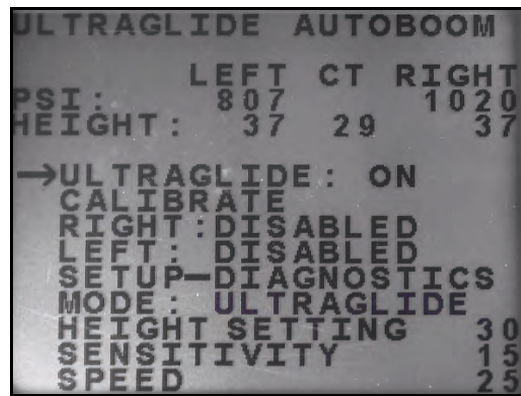 ULTRAGLIDE AUTOBOOM
LEFT CT RIGHT
PSI: 807 1020
HEIGHT: 37 29 37
→ULTRAGLIDE: ON
CALIBRATE
RIGHT:DISABLED
LEFT: DISABLED
SETUP-DIAGNOSTICS
MODE: ULTRAGLIDE
HEIGHT SETTING 30
SENSITIVITY 15
SPEED 25